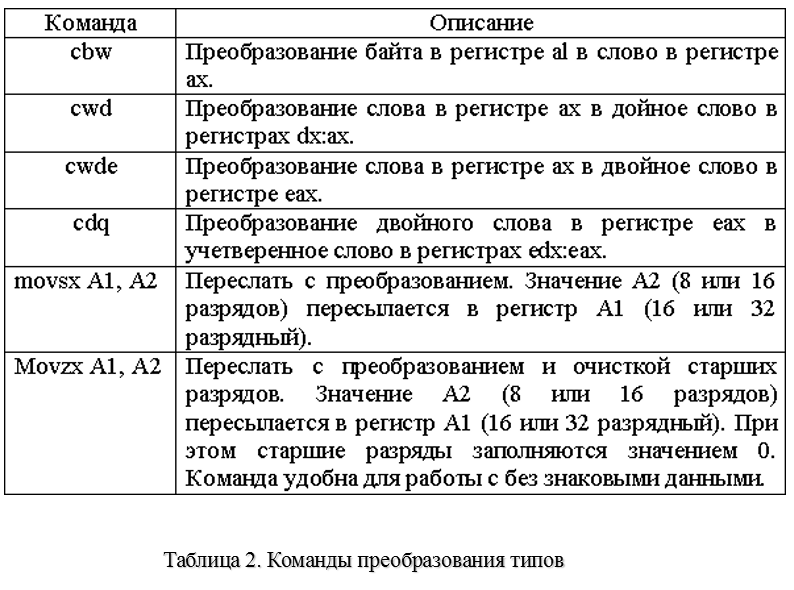 Команда Описание
cbw Преобразование байта в регистре al в слово в регистре
ax.
cwd Преобразование слова в регистре ax в дойное слово в
регистрах dx:ax.
cwde Преобразование слова в регистре ax в двойное слово в
регистре eax.
cdq Преобразование двойного слова в регистре eax в
учетверенное слово в регистрах edx:eax.
movsx A1, A2 Переслать с преобразованием. Значение A2 (8 или 16
разрядов) пересылается в регистр A1 (16 или 32
разрядный).
Movzx A1, A2 Переслать с преобразованием и очисткой старших
разрядов. Значение A2 (8 или 16 разрядов)
пересылается в регистр A1 (16 или 32 разрядный). При
этом старшие разряды заполняются значением 0.
Команда удобна для работы с без знаковыми данными.
Таблица 2. Команды преобразования типов